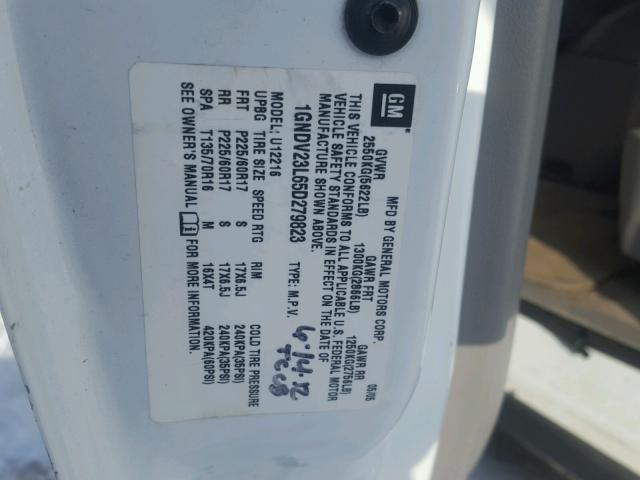 GM
MFD BY GENERAL MOTORS CORP. 05/05
GVWR GAWR FRT GAWR RR
2550KG(5622LB) 1300KG(2866LB) 1250KG(2756LB)
THIS VEHICLE CONFORMS TO ALL APPLICABLE U.S. FEDERAL MOTOR
VEHICLE SAFETY STANDARDS IN EFFECT ON THE DATE OF
MANUFACTURE SHOWN ABOVE.
1GNDV23L65D279823 TYPE: M.P.V.
MODEL: U12216
UPBG TIRE SIZE SPEED RTG RIM COLD TIRE PRESSURE
FRT P225/60R17 S 17X6.5J 240KPA(35PSI)
RR P225/60R17 S 17X6.5J 240KPA(35PSI)
SPA T135/70R16 M 16X4T 420KPA(60PSI)
SEE OWNER'S MANUAL FOR MORE INFORMATION.